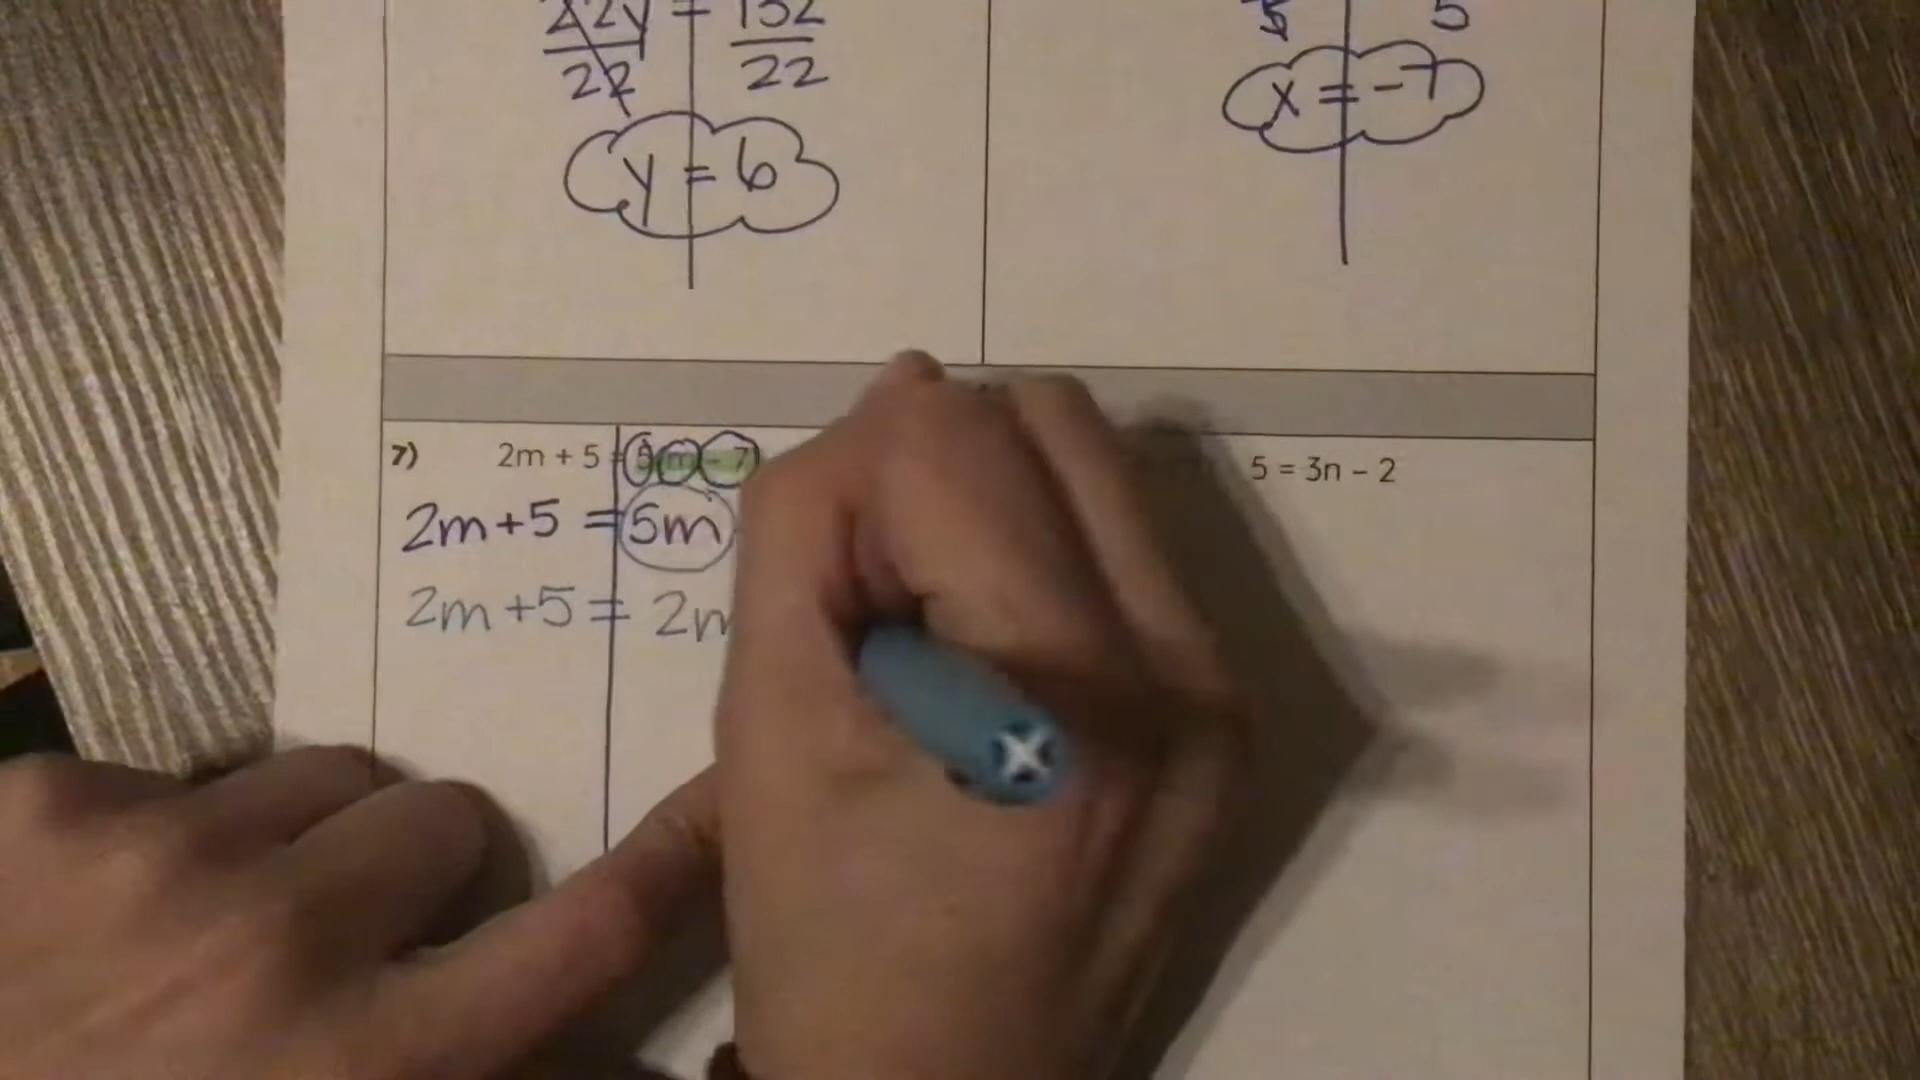 22y = 132
22 22
y = 6
5 5
x = -7
7) 2m + 5 = 5m - 7
2m+5 = 5m
2m+5 = 2m
5 = 3n - 2